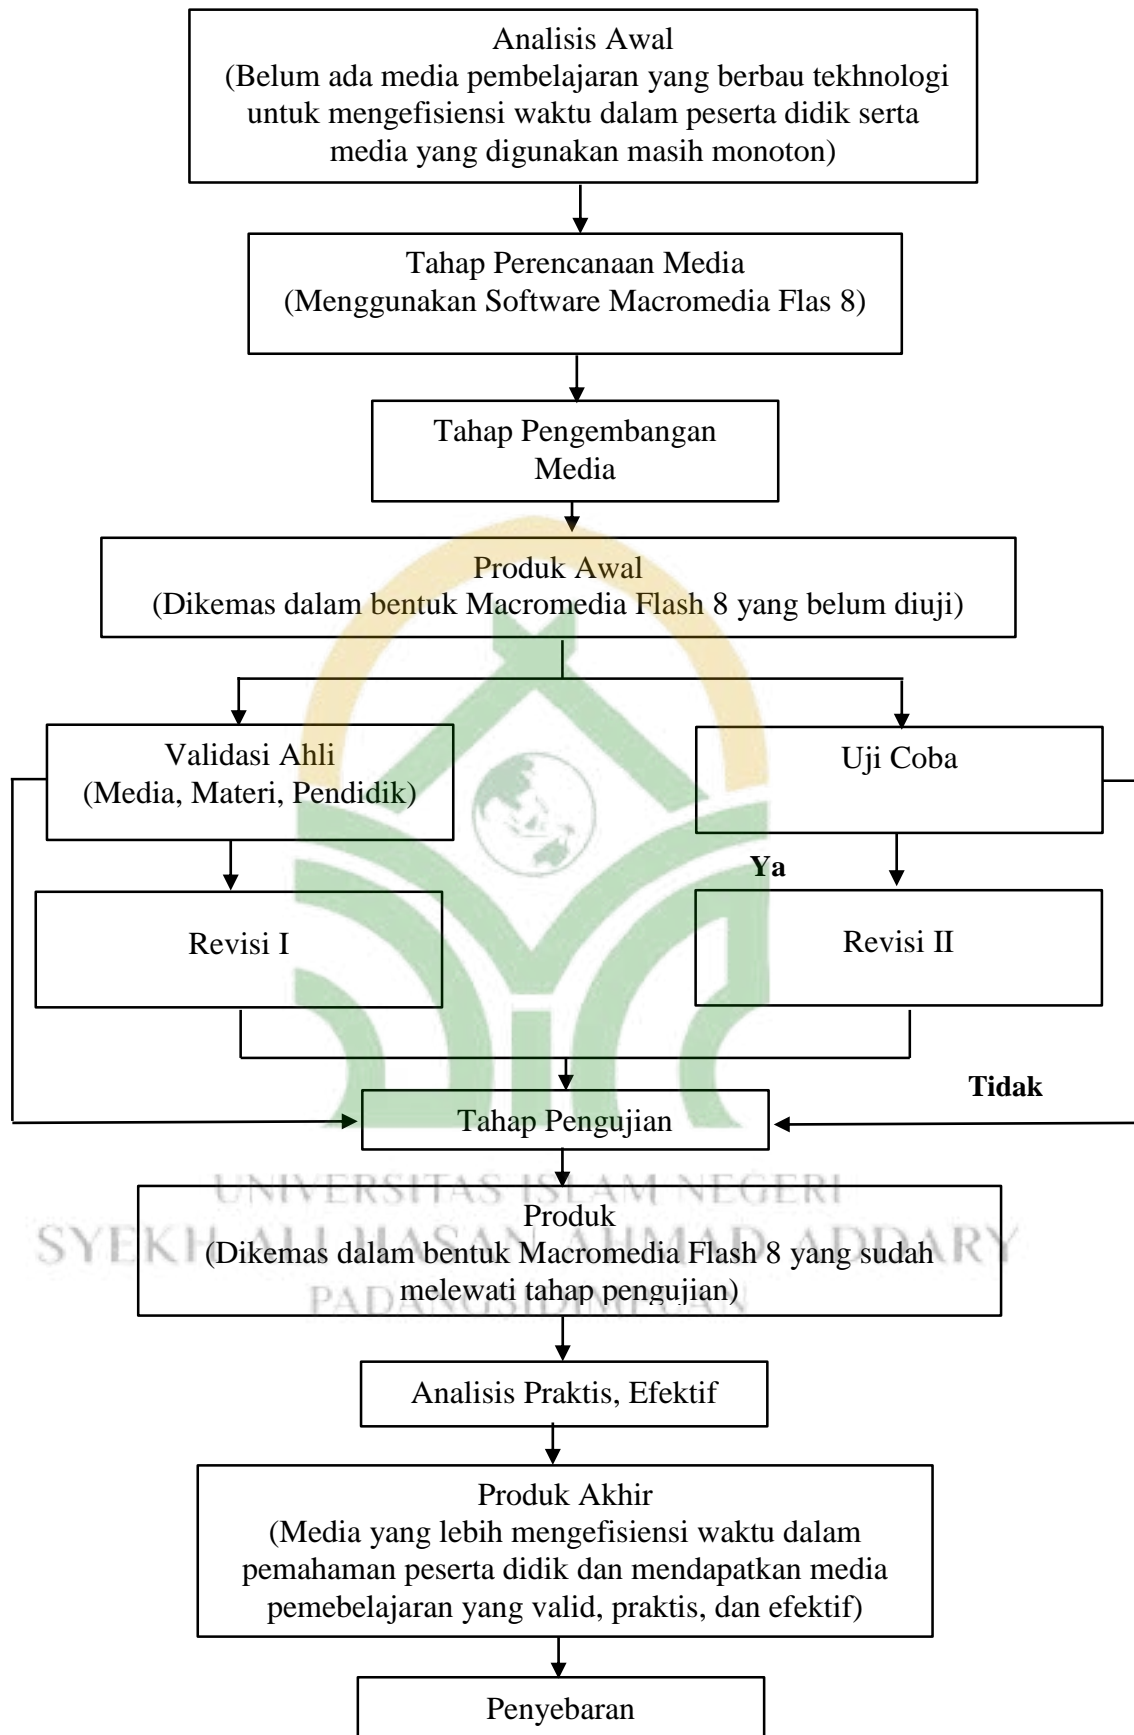 Analisis Awal
(Belum ada media pembelajaran yang berbau tekhnologi
untuk mengefisiensi waktu dalam peserta didik serta
media yang digunakan masih monoton)
Tahap Perencanaan Media
(Menggunakan Software Macromedia Flas 8)
Tahap Pengembangan
Media
Produk Awal
(Dikemas dalam bentuk Macromedia Flash 8 yang belum diuji)
Validasi Ahli
(Media, Materi, Pendidik)
Uji Coba
Ya
Revisi I
Revisi II
Tidak
Tahap Pengujian
UNIVERSITAS ISLAM NEGERI
SYEKH ALI HASAN AHMAD ADDARY
PADANGSIDIMPUAN
Produk
(Dikemas dalam bentuk Macromedia Flash 8 yang sudah
melewati tahap pengujian)
Analisis Praktis, Efektif
Produk Akhir
(Media yang lebih mengefisiensi waktu dalam
pemahaman peserta didik dan mendapatkan media
pemebelajaran yang valid, praktis, dan efektif)
Penyebaran